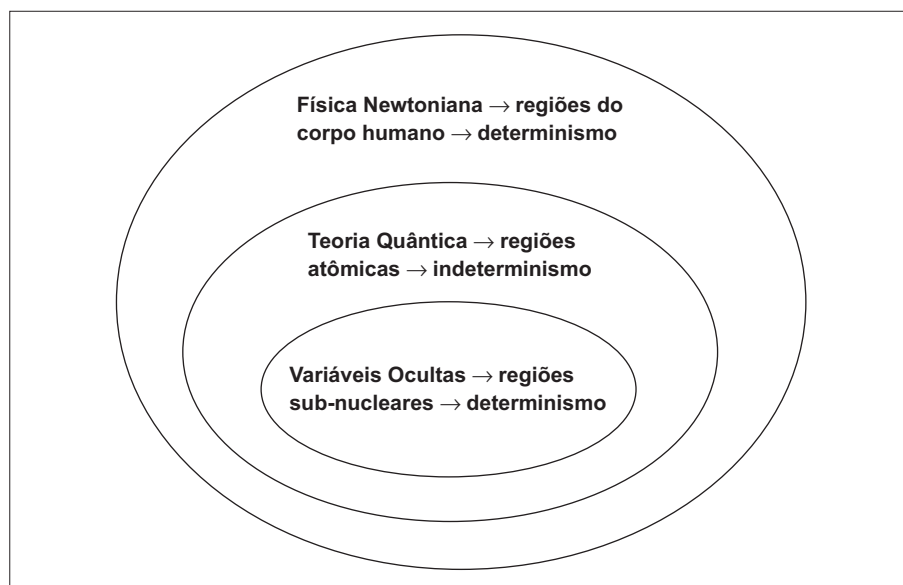 Física Newtoniana → regiões do
corpo humano → determinismo
Teoria Quântica → regiões
atômicas → indeterminismo
Variáveis Ocultas → regiões
sub-nucleares → determinismo